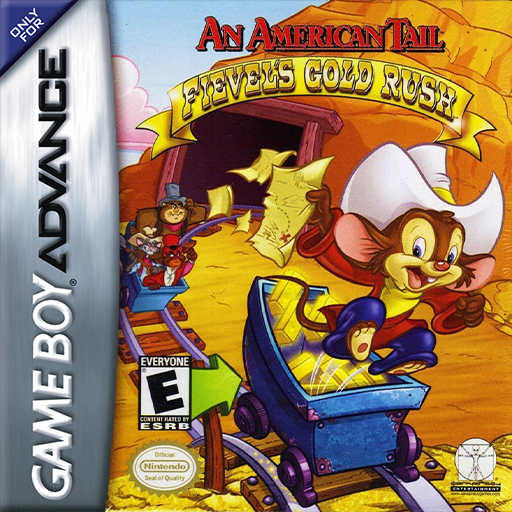 ONLY
FOR
GAME BOY ADVANCE
AN AMERICAN TAIL
FIEVEL'S GOLD RUSH
EVERYONE
E
CONTENT RATED BY
ESRB
Official
Nintendo
Seal of Quality
ENTERTAINMENT